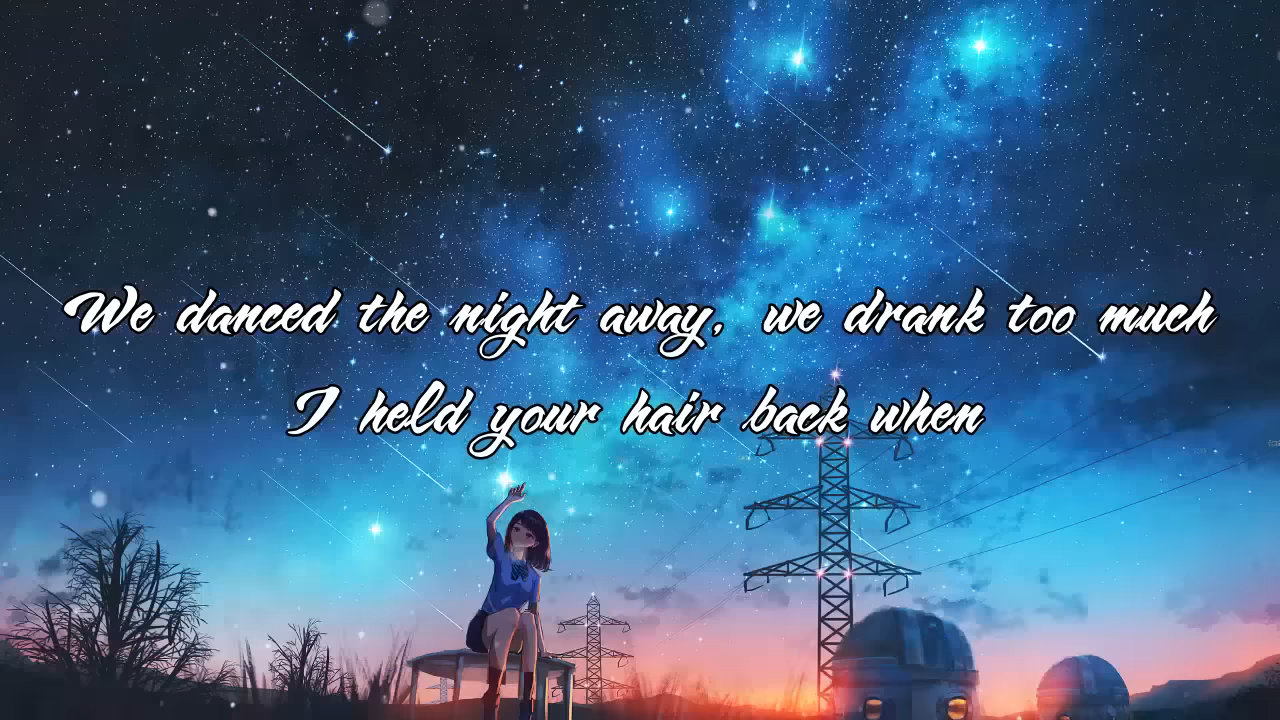 We danced the night away, we drank too much
I held your hair back when